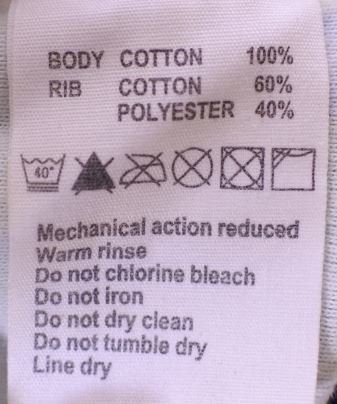 BODY COTTON 100%
RIB COTTON 60%
POLYESTER 40%
40°
Mechanical action reduced
Warm rinse
Do not chlorine bleach
Do not iron
Do not dry clean
Do not tumble dry
Line dry